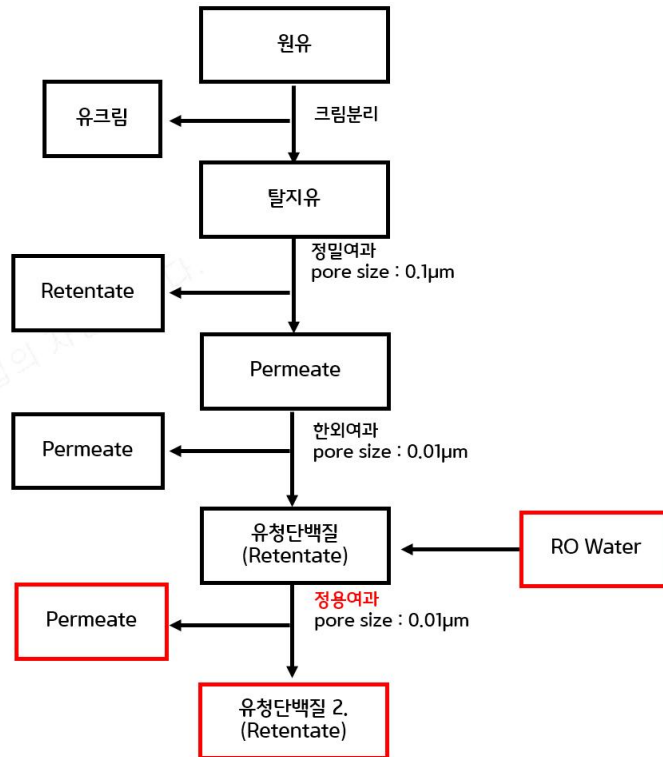 원유
유크림
크림분리
탈지유
정밀여과
pore size : 0.1μm
Retentate
Permeate
한외여과
pore size : 0.01μm
Permeate
유청단백질
(Retentate)
RO Water
정용여과
pore size : 0.01μm
Permeate
유청단백질 2.
(Retentate)